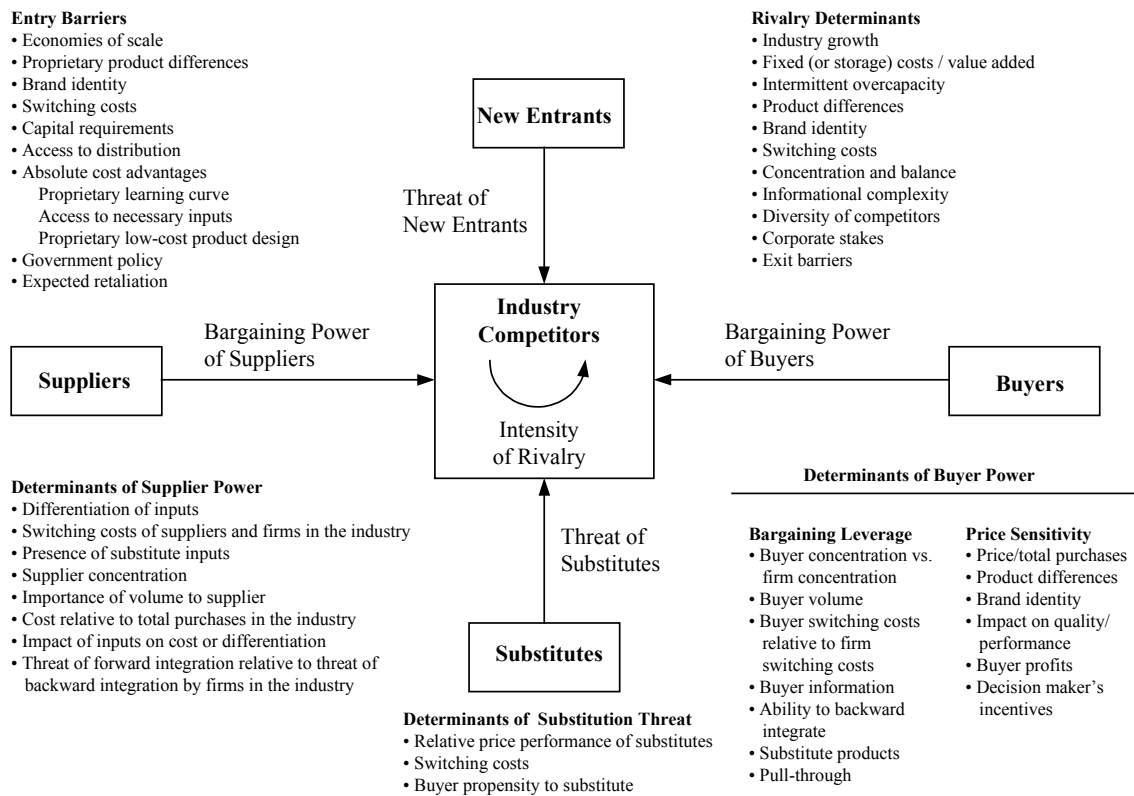 Entry Barriers
• Economies of scale
• Proprietary product differences
• Brand identity
• Switching costs
• Capital requirements
• Access to distribution
• Absolute cost advantages
Proprietary learning curve
Access to necessary inputs
Proprietary low-cost product design
• Government policy
• Expected retaliation
New Entrants
Threat of
New Entrants
Rivalry Determinants
• Industry growth
• Fixed (or storage) costs / value added
• Intermittent overcapacity
• Product differences
• Brand identity
• Switching costs
• Concentration and balance
• Informational complexity
• Diversity of competitors
• Corporate stakes
• Exit barriers
Suppliers
Bargaining Power
of Suppliers
Industry
Competitors
Intensity
of Rivalry
Bargaining Power
of Buyers
Buyers
Determinants of Supplier Power
• Differentiation of inputs
• Switching costs of suppliers and firms in the industry
• Presence of substitute inputs
• Supplier concentration
• Importance of volume to supplier
• Cost relative to total purchases in the industry
• Impact of inputs on cost or differentiation
• Threat of forward integration relative to threat of
backward integration by firms in the industry
Threat of
Substitutes
Substitutes
Determinants of Substitution Threat
• Relative price performance of substitutes
• Switching costs
• Buyer propensity to substitute
Determinants of Buyer Power
Bargaining Leverage
• Buyer concentration vs.
firm concentration
• Buyer volume
• Buyer switching costs
relative to firm
switching costs
• Buyer information
• Ability to backward
integrate
• Substitute products
• Pull-through
Price Sensitivity
• Price/total purchases
• Product differences
• Brand identity
• Impact on quality/
performance
• Buyer profits
• Decision maker's
incentives